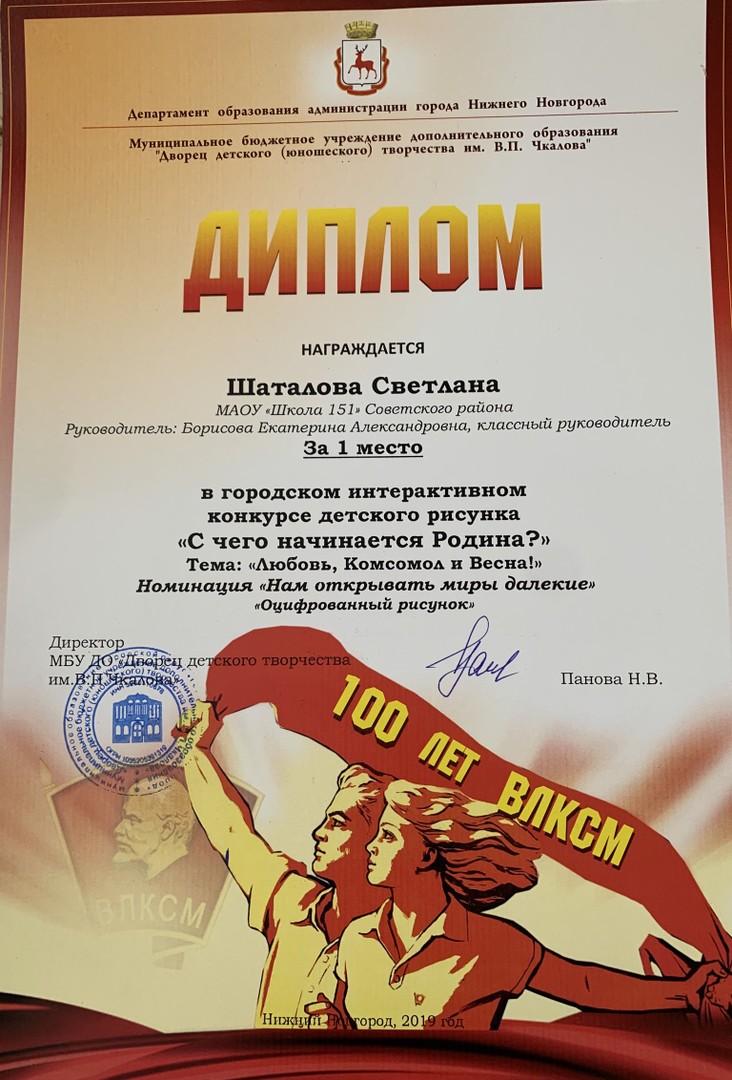 Департамент образования администрации города Нижнего Новгорода
Муниципальное бюджетное учреждение дополнительного образования
"Дворец детского (юношеского) творчества им. В.П. Чкалова"
ДИПЛОМ
НАГРАЖДАЕТСЯ
Шаталова Светлана
МАОУ «Школа 151» Советского района
Руководитель: Борисова Екатерина Александровна, классный руководитель
За 1 место
в городском интерактивном
конкурсе детского рисунка
«С чего начинается Родина?»
Тема: «Любовь, Комсомол и Весна!»
Номинация «Нам открывать миры далекие»
«Оцифрованный рисунок»
Директор
МБУ ДО «Дворец детского творчества
им.В.П.Чкалова»
Панова Н.В.
100 ЛЕТ ВЛКСМ
ВЛКСМ
Нижний Новгород, 2019 год